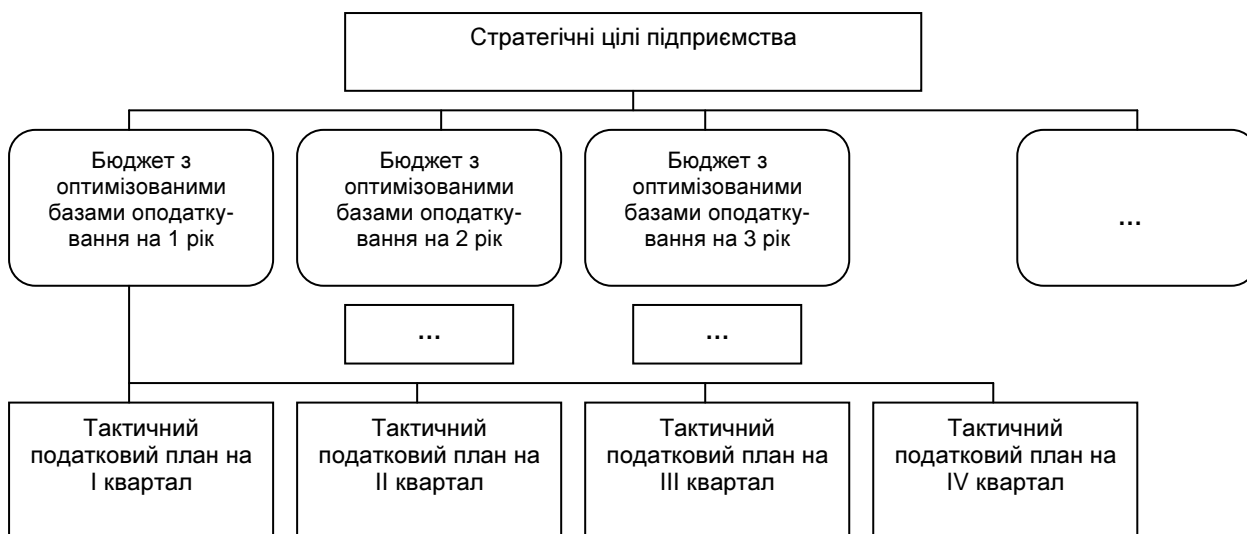 Стратегічні цілі підприємства
Бюджет з
оптимізованими
базами оподатку-
вання на 1 рік
Бюджет з
оптимізованими
базами оподатку-
вання на 2 рік
Бюджет з
оптимізованими
базами оподатку-
вання на 3 рік
...
...
...
Тактичний
податковий план на
I квартал
Тактичний
податковий план на
II квартал
Тактичний
податковий план на
III квартал
Тактичний
податковий план на
IV квартал